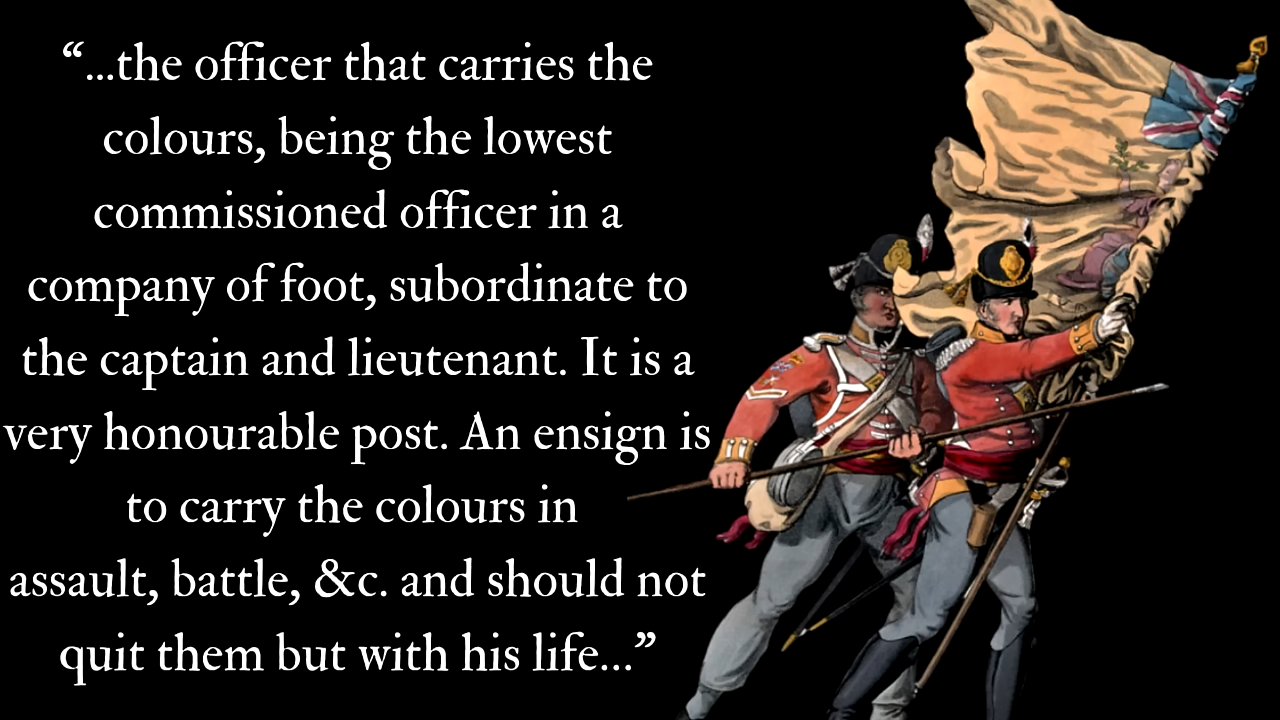 “...the officer that carries the
colours, being the lowest
commissioned officer in a
company of foot, subordinate to
the captain and lieutenant. It is a
very honourable post. An ensign is
to carry the colours in
assault, battle, &c. and should not
quit them but with his life...”